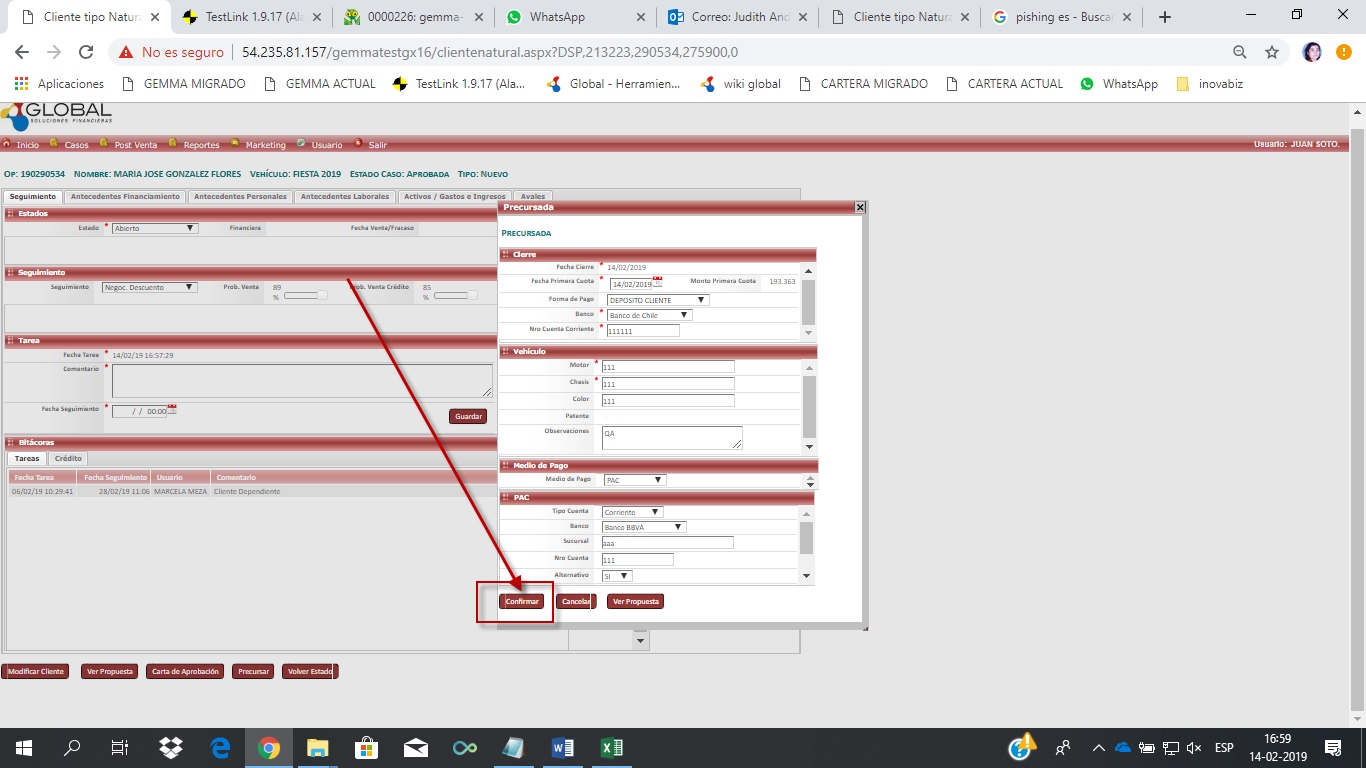 Cliente tipo Natura
TestLink 1.9.17 (Ala
0000226: gemma-
WhatsApp
Correo: Judith And
Cliente tipo Natura
pishing es - Buscar
No es seguro | 54.235.81.157/gemmatestgx16/clientenatural.aspx?DSP,213223,290534,275900,0
Aplicaciones GEMMA MIGRADO GEMMA ACTUAL TestLink 1.9.17 (Ala... Global - Herramien... wiki global CARTERA MIGRADO CARTERA ACTUAL WhatsApp inovabiz
GLOBAL
SOLUCIONES FINANCIERAS
Inicio Casos Post Venta Reportes Marketing Usuario Salir Usuario: JUAN SOTO.
Op: 190290534 Nombre: MARIA JOSE GONZALEZ FLORES Vehículo: FIESTA 2019 Estado Caso: Aprobada Tipo: Nuevo
Seguimiento Antecedentes Financiamiento Antecedentes Personales Antecedentes Laborales Activos / Gastos e Ingresos Avales
Estados
Estado * Abierto Financiera Fecha Venta/Fracaso
Seguimiento
Seguimiento Negoc. Descuento Prob. Venta 89 % Prob. Venta Crédito 85 %
Tarea
Fecha Tarea * 14/02/19 16:57:29
Comentario *
Fecha Seguimiento * / / 00:00
Guardar
Bitácoras
Tareas Crédito
Fecha Tarea Fecha Seguimiento Usuario Comentario
06/02/19 10:29:41 28/02/19 11:06 MARCELA MEZA Cliente Dependiente
Modificar Cliente Ver Propuesta Carta de Aprobación Precursar Volver Estado
Precursada
Precursada
Cierre
Fecha Cierre * 14/02/2019
Fecha Primera Cuota * 14/02/2019 Monto Primera Cuota 193.363
Forma de Pago DEPOSITO CLIENTE
Banco * Banco de Chile
Nro Cuenta Corriente * 111111
Vehículo
Motor * 111
Chasis * 111
Color 111
Patente
Observaciones QA
Medio de Pago
Medio de Pago PAC
PAC
Tipo Cuenta Corriente
Banco Banco BBVA
Sucursal aaa
Nro Cuenta 111
Alternativo SI
Confirmar Cancelar Ver Propuesta
ESP
16:59
14-02-2019